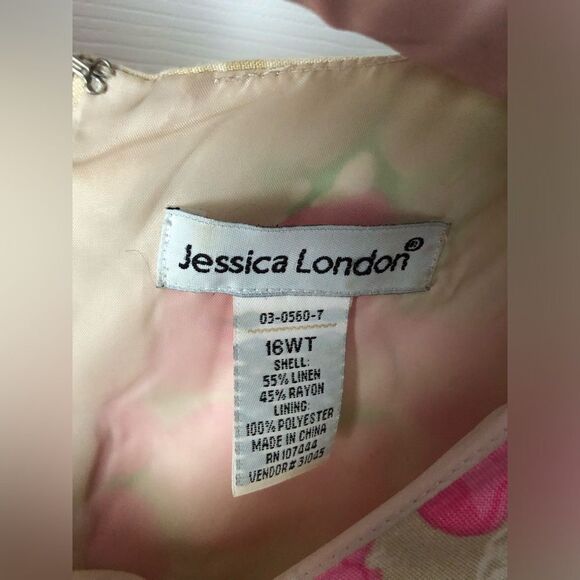 Jessica London®
03-0560-7
16WT
SHELL:
55% LINEN
45% RAYON
LINING:
100% POLYESTER
MADE IN CHINA
RN 107444
VENDOR# 31045